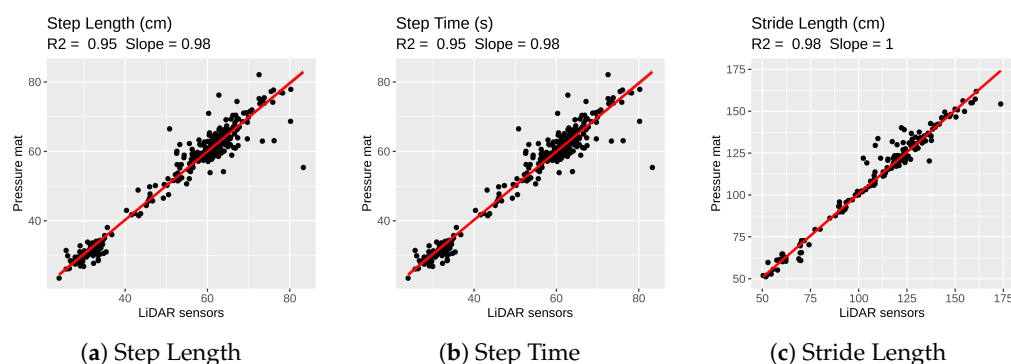 Step Length (cm)
R2 =  0.95  Slope = 0.98
80
60
40
Pressure mat
40 60 80
LiDAR sensors
(a) Step Length
Step Time (s)
R2 =  0.95  Slope = 0.98
80
60
40
Pressure mat
40 60 80
LiDAR sensors
(b) Step Time
Stride Length (cm)
R2 =  0.98  Slope = 1
175
150
125
100
75
50
Pressure mat
50 75 100 125 150 175
LiDAR sensors
(c) Stride Length